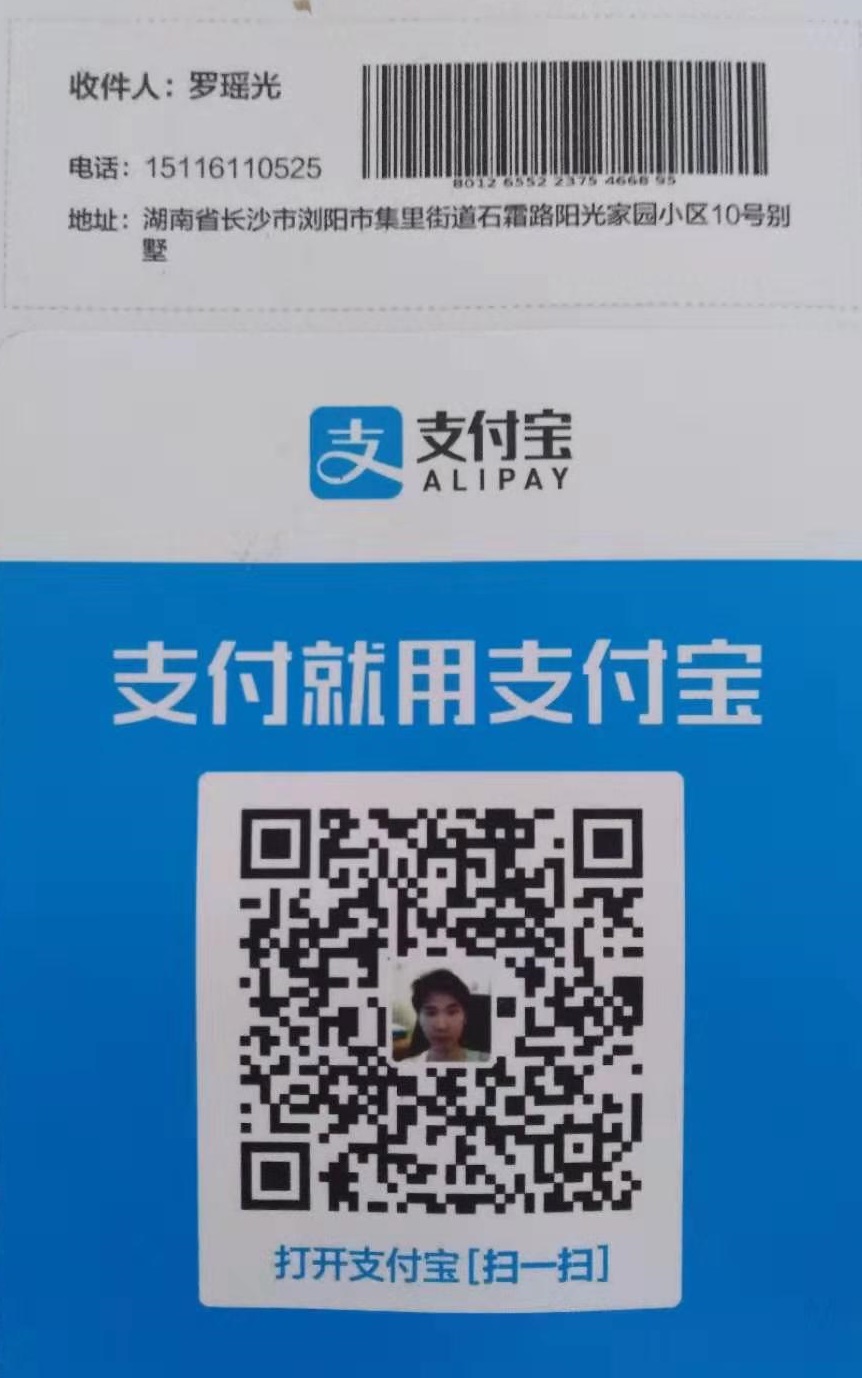 收件人：罗瑶光
8012 6552 2375 4668 95
电话：15116110525
地址：湖南省长沙市浏阳市集里街道石霜路阳光家园小区10号别
墅
支 支付宝
ALIPAY
支付就用支付宝
打开支付宝[扫一扫]